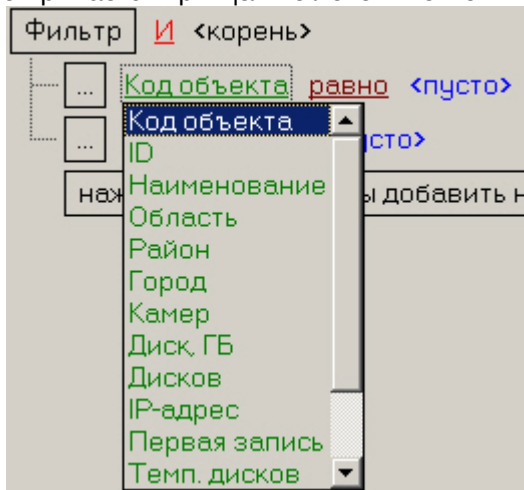 Фильтр И <корень>
... Код объекта равно <пусто>
Код объекта
... сто>
ID
Наименование
наж ы добавить н
Область
Район
Город
Камер
Диск, ГБ
Дисков
IP-адрес
Первая запись
Темп. дисков